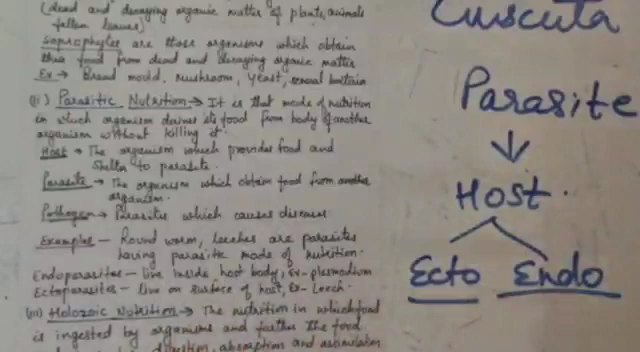 (dead and decaying organic matter of plants, animals
fallen leaves)
Saprophytes are those organisms which obtain
thier food from dead and decaying organic matter
Ex → Bread mould, mushroom, yeast, several bacteria
(ii) Parasitic Nutrition → It is that mode of nutrition
in which organism derives its food from body of another
organism without killing it.
Host → The organism which provides food and
shelter to parasite.
Parasite → The organism which obtain food from another
organism.
Pathogen → Parasites which causes diseases
Examples – Round worm, leeches are parasites
having parasitic mode of nutrition.
Endoparasites – live inside host body, Ex- plasmodium
Ectoparasites – live on surface of host, Ex- Leech.
(iii) Holozoic Nutrition → The nutrition in which food
is ingested by organisms and further the food
digestion, absorption and assimilation
Cuscuta
Parasite
↓
Host.
Ecto Endo